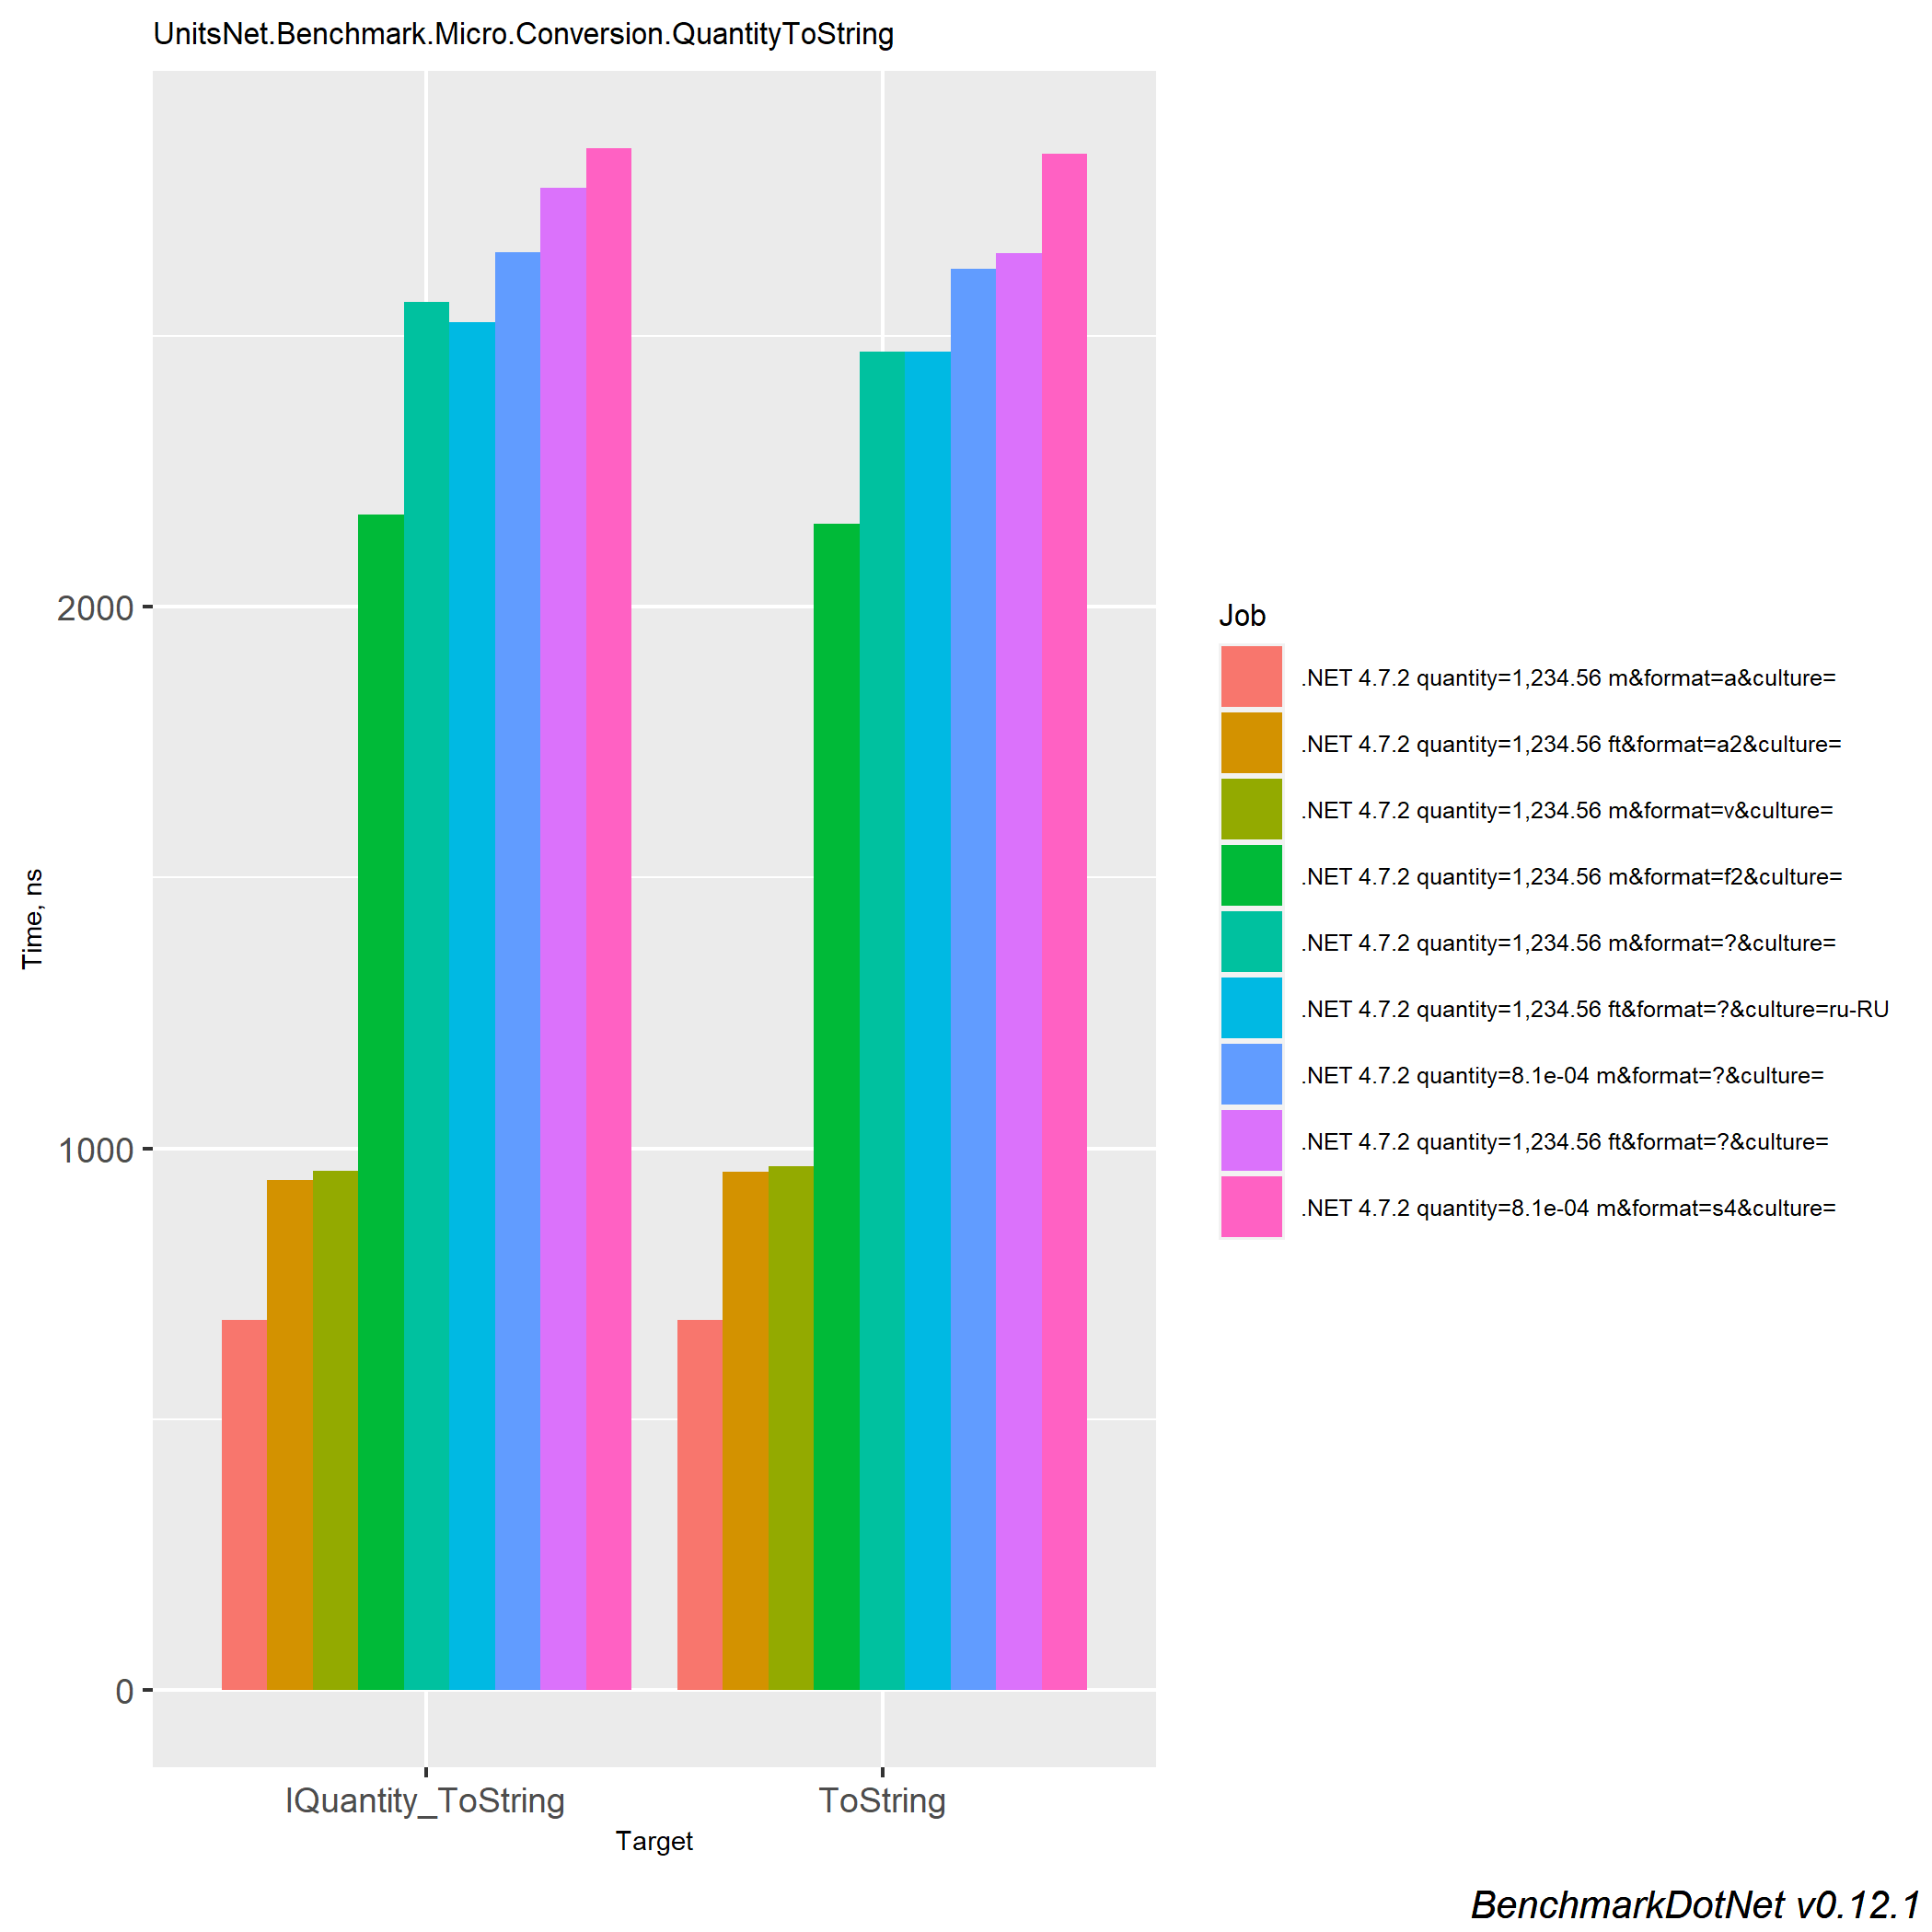 UnitsNet.Benchmark.Micro.Conversion.QuantityToString
2000
1000
0
Time, ns
IQuantity_ToString
ToString
Target
Job
.NET 4.7.2 quantity=1,234.56 m&format=a&culture=
.NET 4.7.2 quantity=1,234.56 ft&format=a2&culture=
.NET 4.7.2 quantity=1,234.56 m&format=v&culture=
.NET 4.7.2 quantity=1,234.56 m&format=f2&culture=
.NET 4.7.2 quantity=1,234.56 m&format=?&culture=
.NET 4.7.2 quantity=1,234.56 ft&format=?&culture=ru-RU
.NET 4.7.2 quantity=8.1e-04 m&format=?&culture=
.NET 4.7.2 quantity=1,234.56 ft&format=?&culture=
.NET 4.7.2 quantity=8.1e-04 m&format=s4&culture=
BenchmarkDotNet v0.12.1